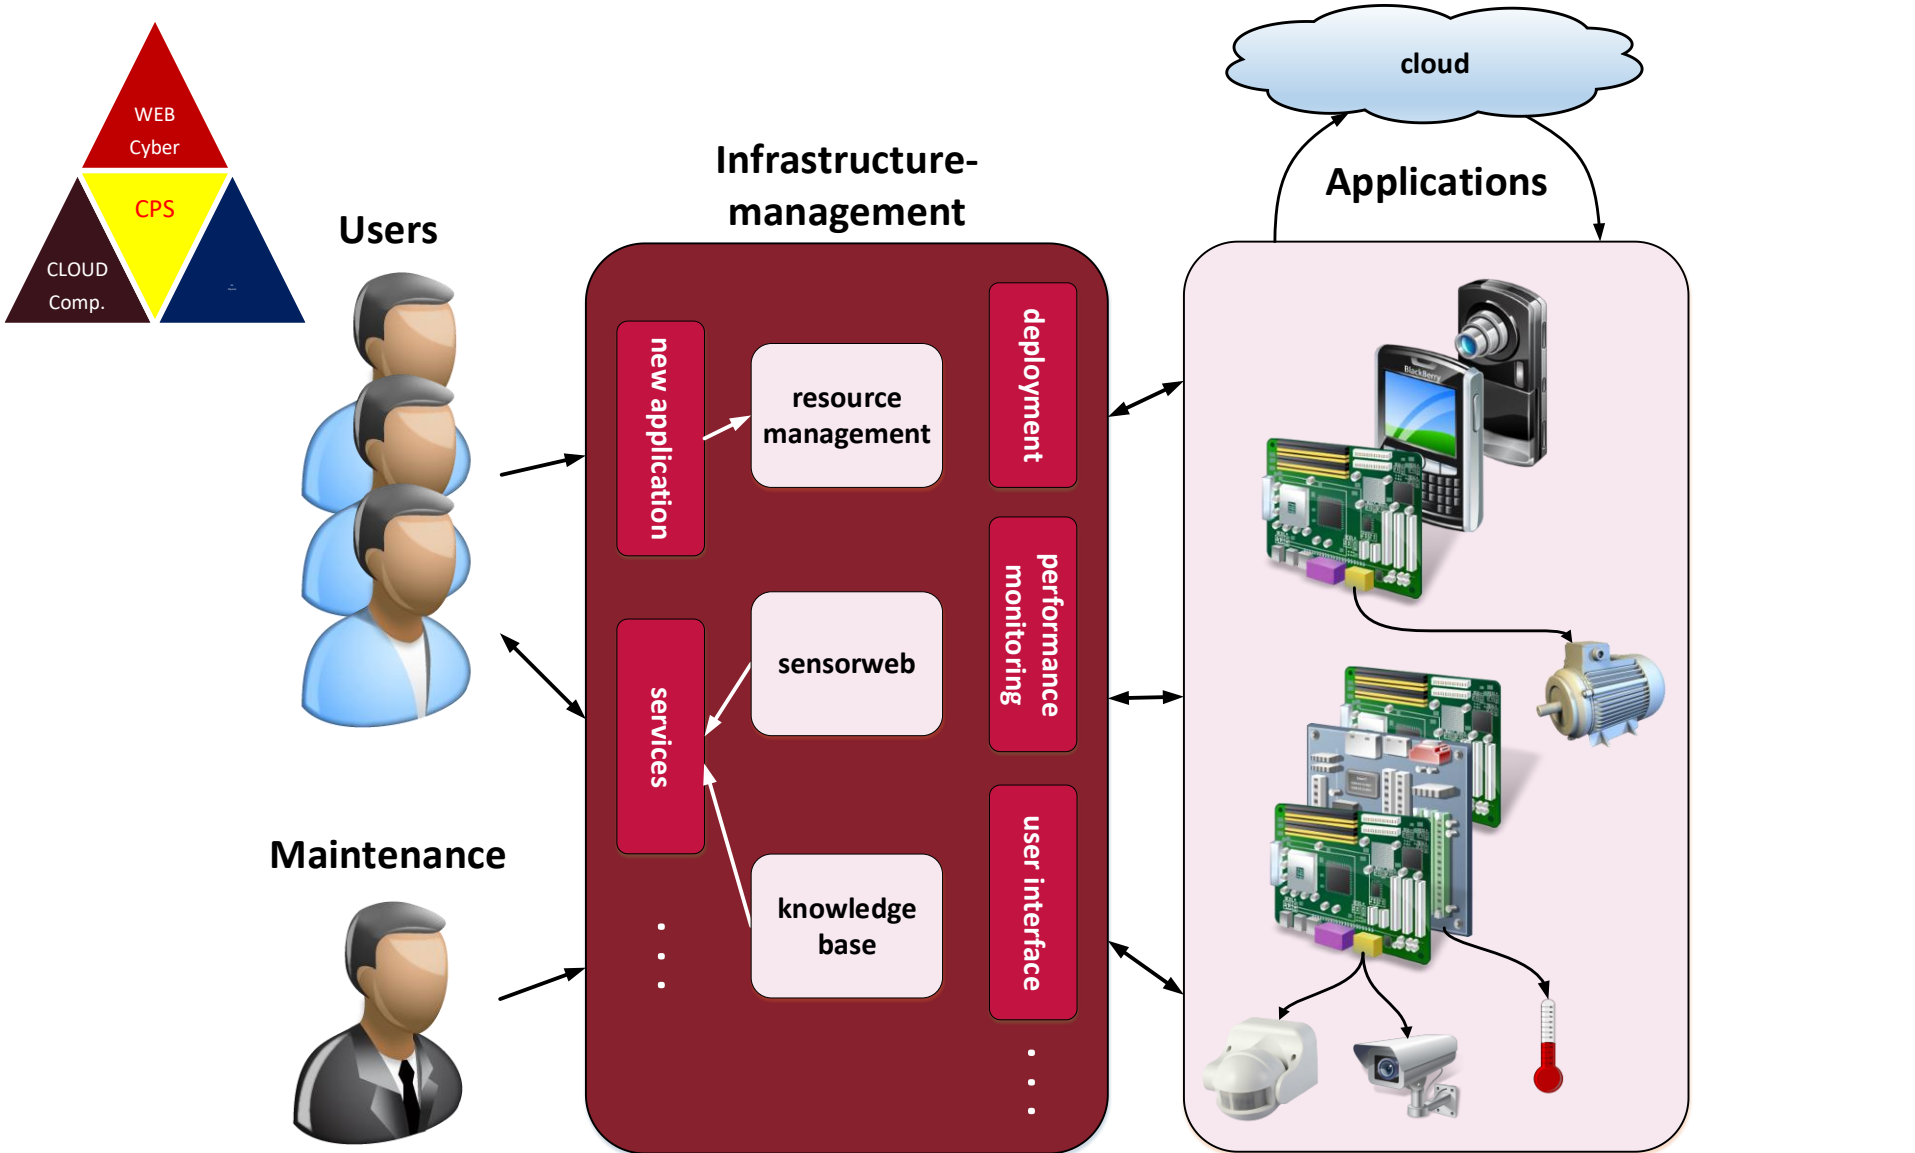 WEB
Cyber
CPS
CLOUD
Comp.
Users
Maintenance
Infrastructure-
management
new application
services
resource
management
sensorweb
knowledge
base
deployment
performance
monitoring
user interface
cloud
Applications
BlackBerry